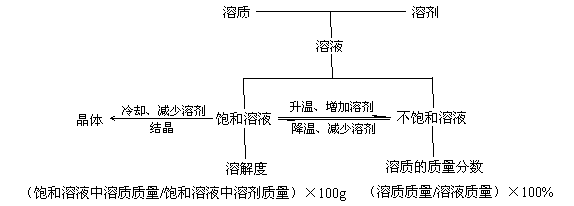 溶质 溶剂
溶液
晶体 冷却、减少溶剂 饱和溶液 升温、增加溶剂 不饱和溶液
结晶 降温、减少溶剂
溶解度 溶质的质量分数
（饱和溶液中溶质质量/饱和溶液中溶剂质量）×100g （溶质质量/溶液质量）×100%